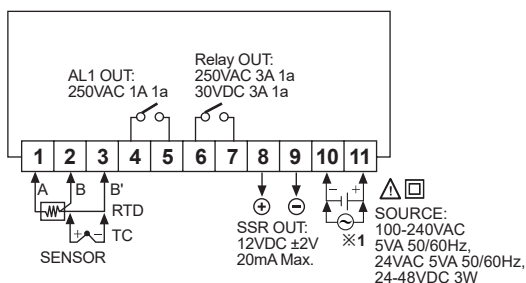 Relay OUT:
AL1 OUT:
250VAC 3A 1a
250VAC 1A 1a
30VDC 3A 1a
1 2 3 4 5 6 7 8 9 10 11
A B B' - +
RTD
+ - TC
SENSOR
+ -
SSR OUT:
12VDC ±2V
20mA Max.
※1
SOURCE:
100-240VAC
5VA 50/60Hz,
24VAC 5VA 50/60Hz,
24-48VDC 3W